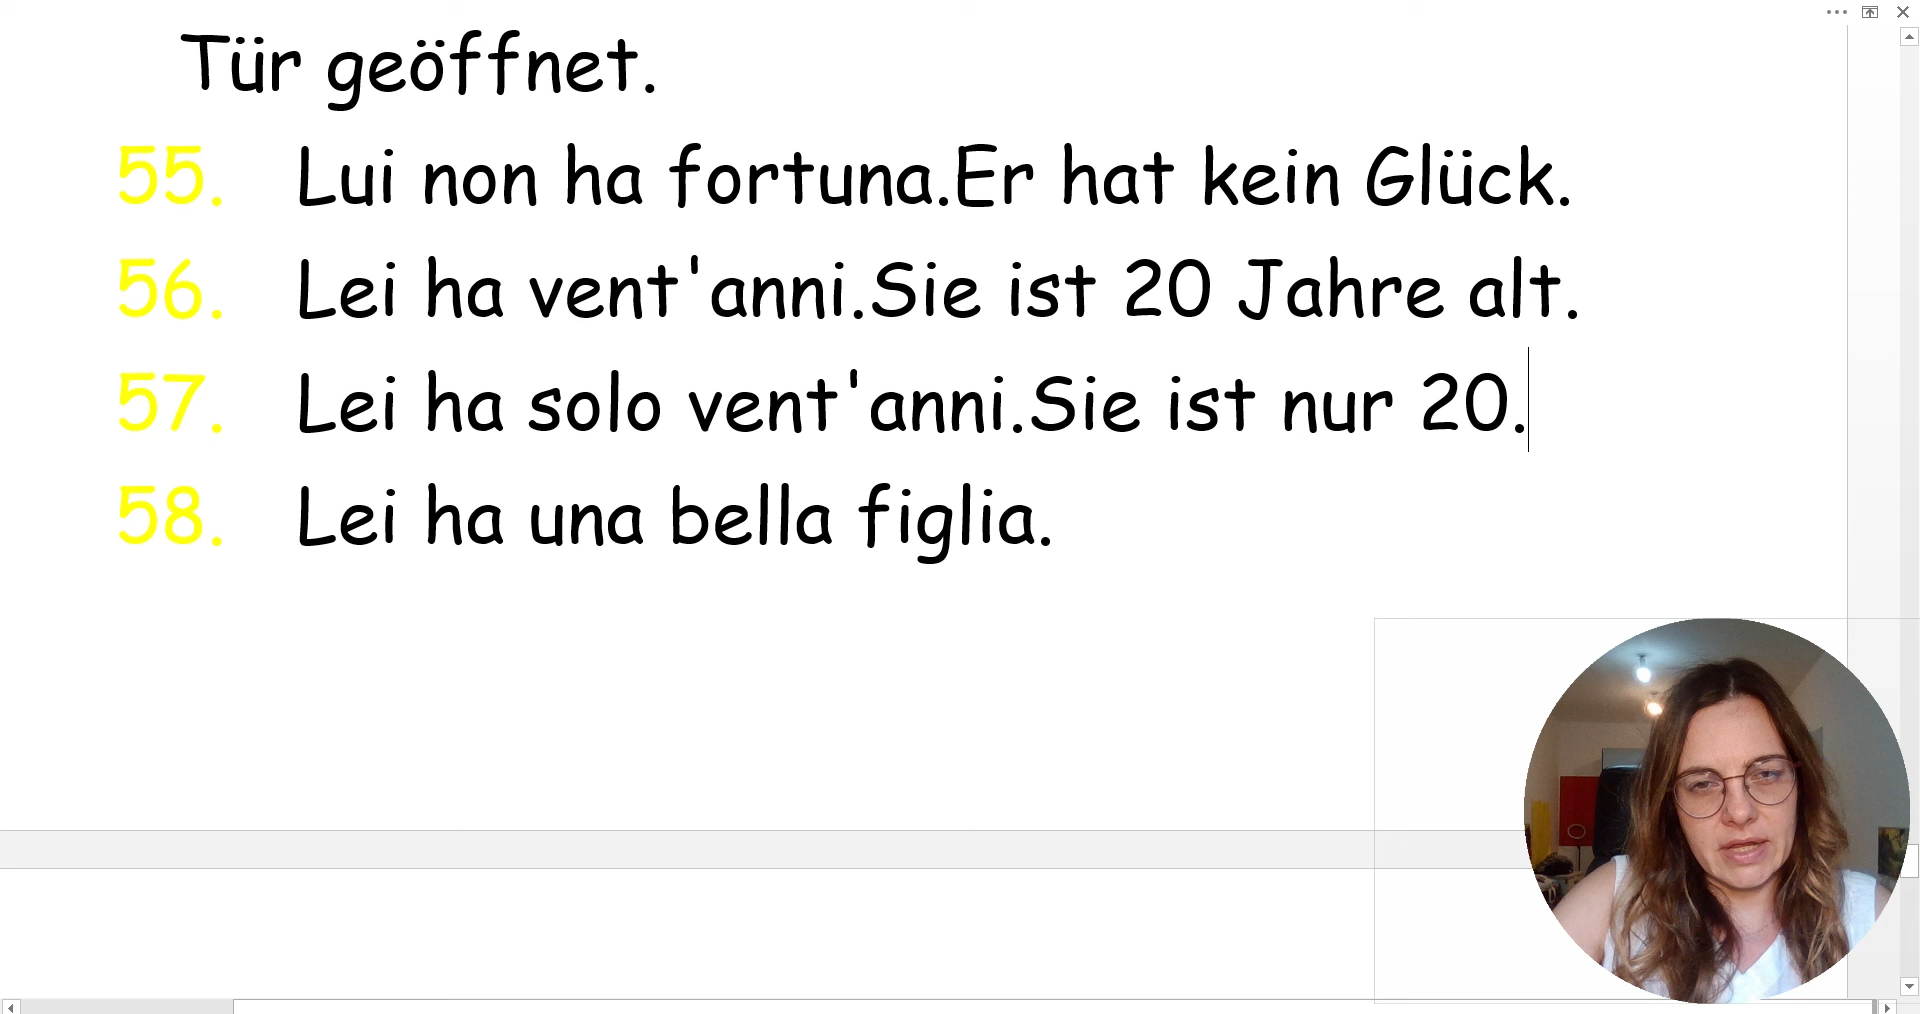 Tür geöffnet.
55. Lui non ha fortuna.Er hat kein Glück.
56. Lei ha vent'anni.Sie ist 20 Jahre alt.
57. Lei ha solo vent'anni.Sie ist nur 20.
58. Lei ha una bella figlia.